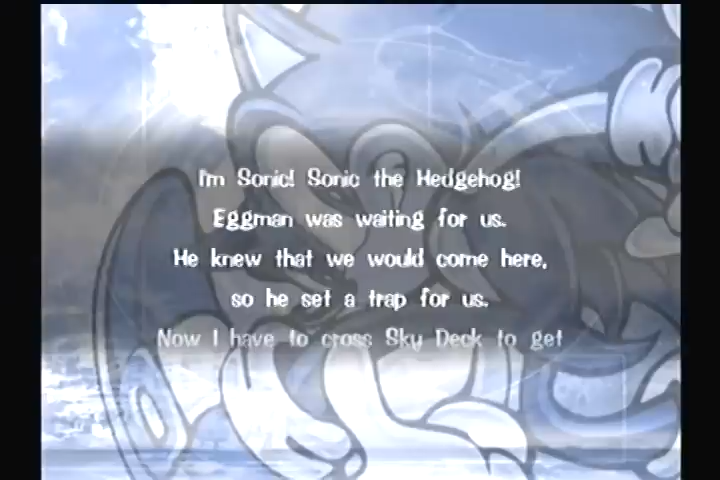 I'm Sonic! Sonic the Hedgehog!
Eggman was waiting for us.
He knew that we would come here,
so he set a trap for us.
Now I have to cross Sky Deck to get